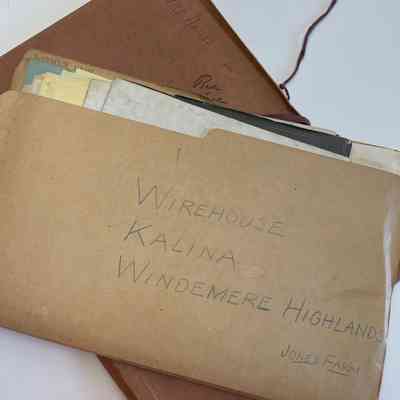 WIREHOUSE
KALINA
WINDEMERE HIGHLANDS
JONES FARM